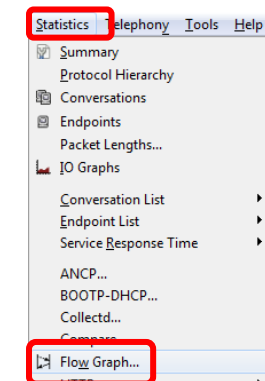 Statistics Telephony Tools Help
Summary
Protocol Hierarchy
Conversations
Endpoints
Packet Lengths...
IO Graphs
Conversation List
Endpoint List
Service Response Time
ANCP...
BOOTP-DHCP...
Collectd...
Compare...
Flow Graph...